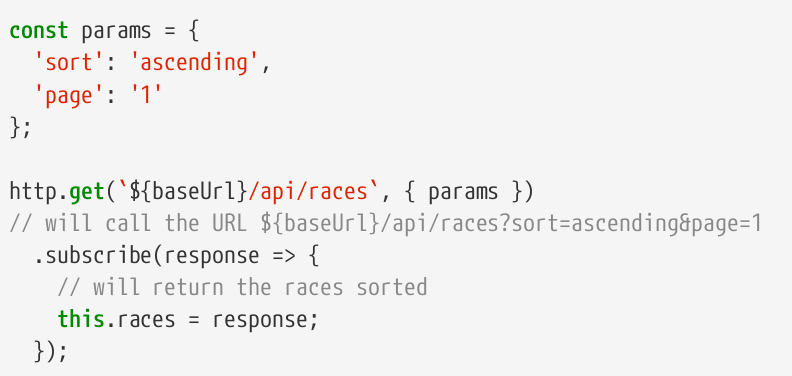 const params = {
  'sort': 'ascending',
  'page': '1'
};

http.get(`${baseUrl}/api/races`, { params })
// will call the URL ${baseUrl}/api/races?sort=ascending&page=1
  .subscribe(response => {
    // will return the races sorted
    this.races = response;
  });